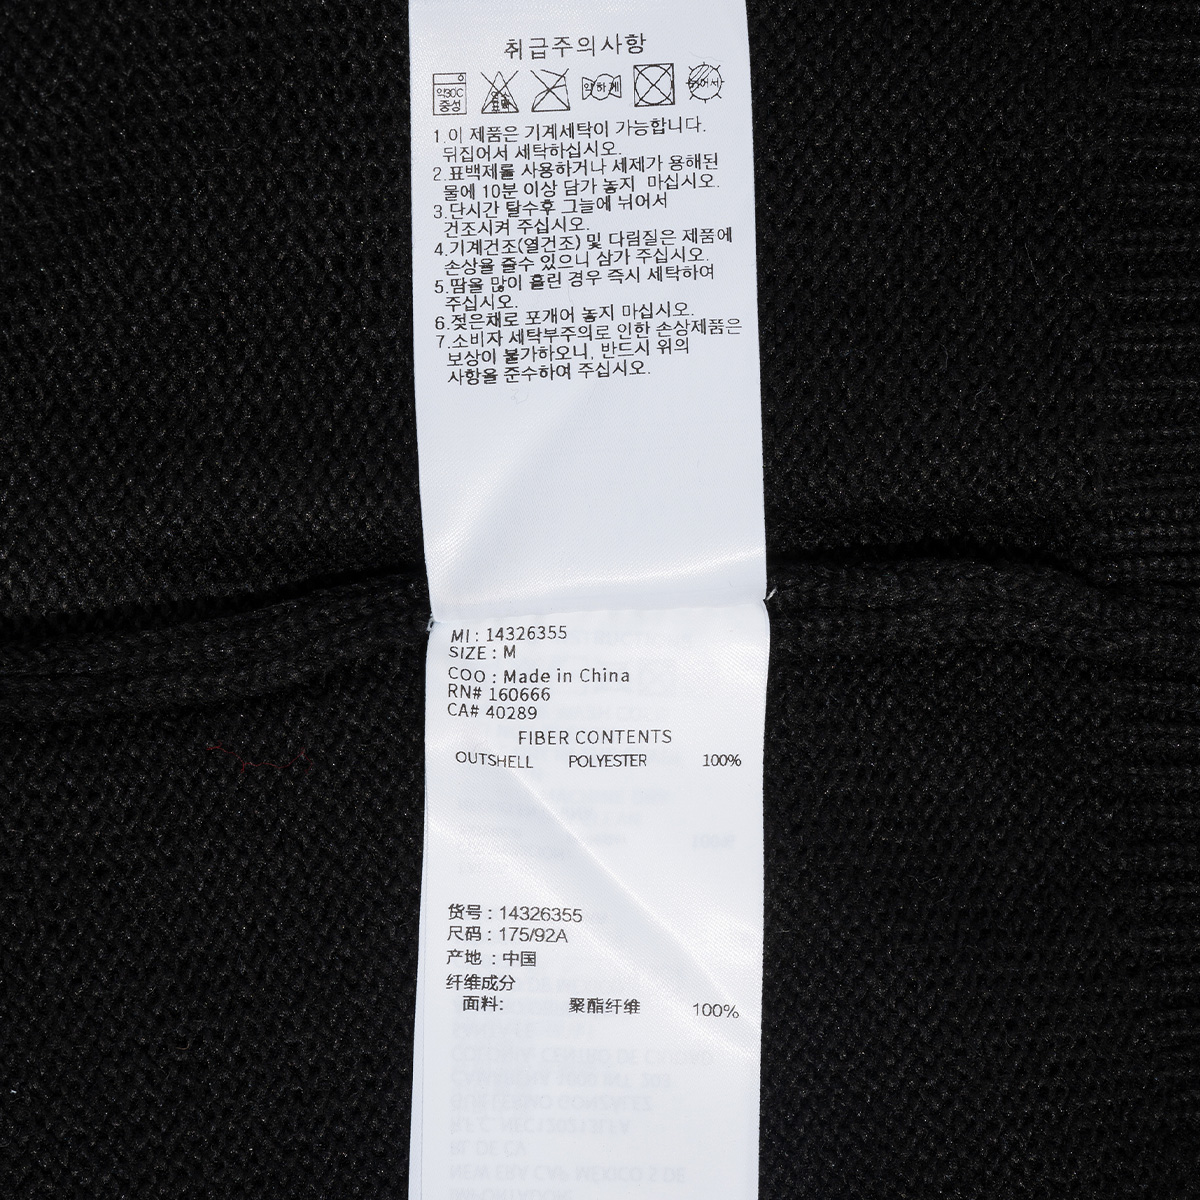 취급주의사항
약30℃
중성
염소
표백
약하게
뉘어서
1.이 제품은 기계세탁이 가능합니다.
뒤집어서 세탁하십시오.
2.표백제를 사용하거나 세제가 용해된
물에 10분 이상 담가 놓지 마십시오.
3.단시간 탈수후 그늘에 뉘어서
건조시켜 주십시오.
4.기계건조(열건조) 및 다림질은 제품에
손상을 줄수 있으니 삼가 주십시오.
5.땀을 많이 흘린 경우 즉시 세탁하여
주십시오.
6.젖은채로 포개어 놓지 마십시오.
7.소비자 세탁부주의로 인한 손상제품은
보상이 불가하오니, 반드시 위의
사항을 준수하여 주십시오.
MI : 14326355
SIZE : M
COO : Made in China
RN# 160666
CA# 40289
FIBER CONTENTS
OUTSHELL POLYESTER 100%
货号 : 14326355
尺码 : 175/92A
产地 : 中国
纤维成分
面料: 聚酯纤维 100%